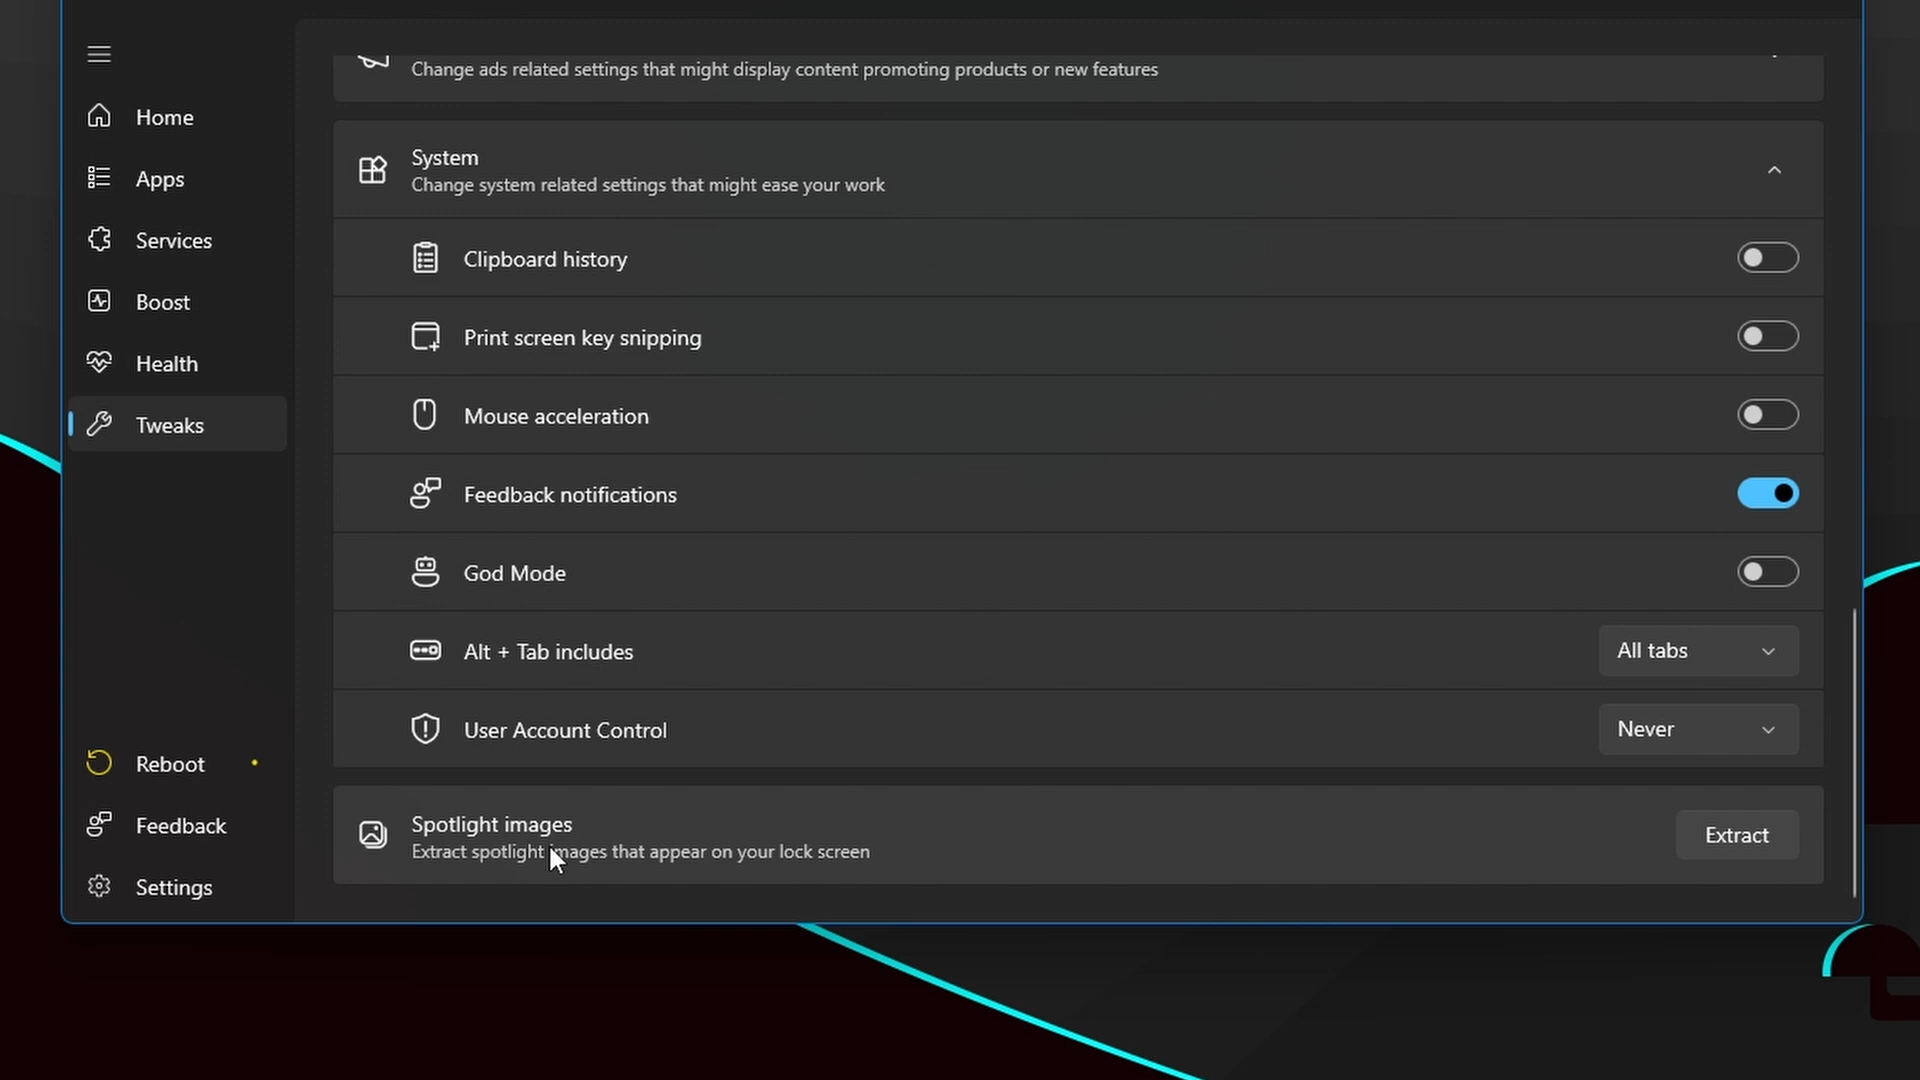 Home
Apps
Services
Boost
Health
Tweaks
Reboot
Feedback
Settings
Change ads related settings that might display content promoting products or new features
System
Change system related settings that might ease your work
Clipboard history
Print screen key snipping
Mouse acceleration
Feedback notifications
God Mode
Alt + Tab includes
All tabs
User Account Control
Never
Spotlight images
Extract spotlight images that appear on your lock screen
Extract